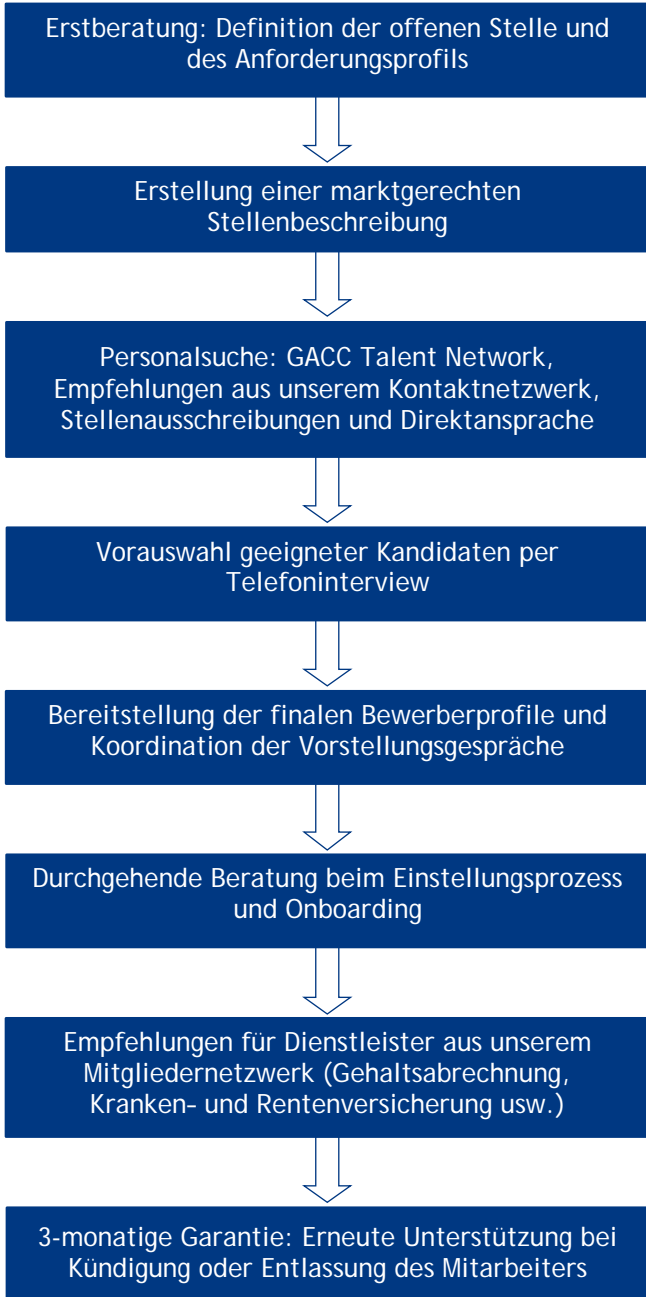 Erstberatung: Definition der offenen Stelle und
des Anforderungsprofils
Erstellung einer marktgerechten
Stellenbeschreibung
Personalsuche: GACC Talent Network,
Empfehlungen aus unserem Kontaktnetzwerk,
Stellenausschreibungen und Direktansprache
Vorauswahl geeigneter Kandidaten per
Telefoninterview
Bereitstellung der finalen Bewerberprofile und
Koordination der Vorstellungsgespräche
Durchgehende Beratung beim Einstellungsprozess
und Onboarding
Empfehlungen für Dienstleister aus unserem
Mitgliedernetzwerk (Gehaltsabrechnung,
Kranken- und Rentenversicherung usw.)
3-monatige Garantie: Erneute Unterstützung bei
Kündigung oder Entlassung des Mitarbeiters